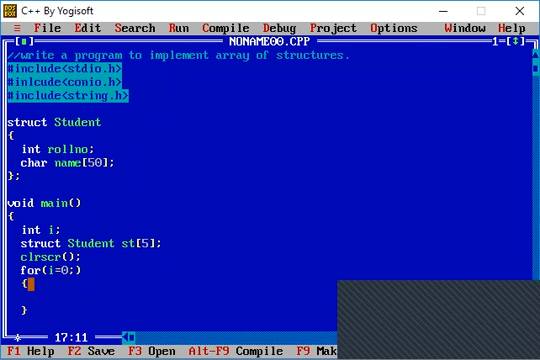 C++ By Yogisoft
≡ File Edit Search Run Compile Debug Project Options Window Help
NONAME00.CPP 1=[↕]
//write a program to implement array of structures.
#include<stdio.h>
#inlcude<conio.h>
#include<string.h>
struct Student
{
int rollno;
char name[50];
};
void main()
{
int i;
struct Student st[5];
clrscr();
for(i=0;)
{
}
17:11
F1 Help F2 Save F3 Open Alt-F9 Compile F9 Mak